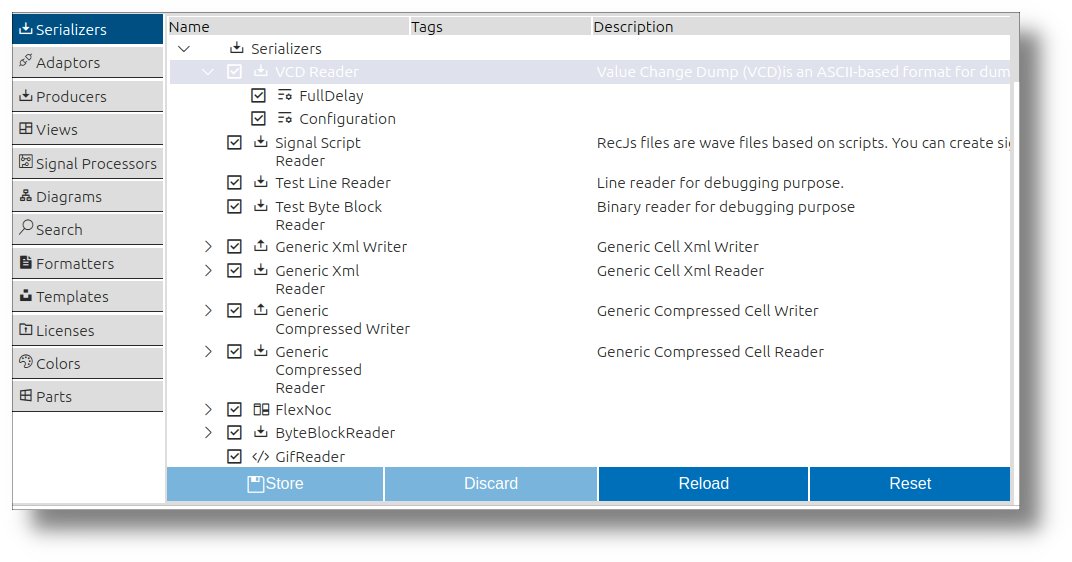 Serializers
Adaptors
Producers
Views
Signal Processors
Diagrams
Search
Formatters
Templates
Licenses
Colors
Parts
Name Tags Description
Serializers
VCD Reader Value Change Dump (VCD)is an ASCII-based format for dum
FullDelay
Configuration
Signal Script RecJs files are wave files based on scripts. You can create si
Reader
Test Line Reader Line reader for debugging purpose.
Test Byte Block Binary reader for debugging purpose
Reader
Generic Xml Writer Generic Cell Xml Writer
Generic Xml Generic Cell Xml Reader
Reader
Generic Generic Compressed Cell Writer
Compressed Writer
Generic Generic Compressed Cell Reader
Compressed
Reader
FlexNoc
ByteBlockReader
GifReader
Store Discard Reload Reset